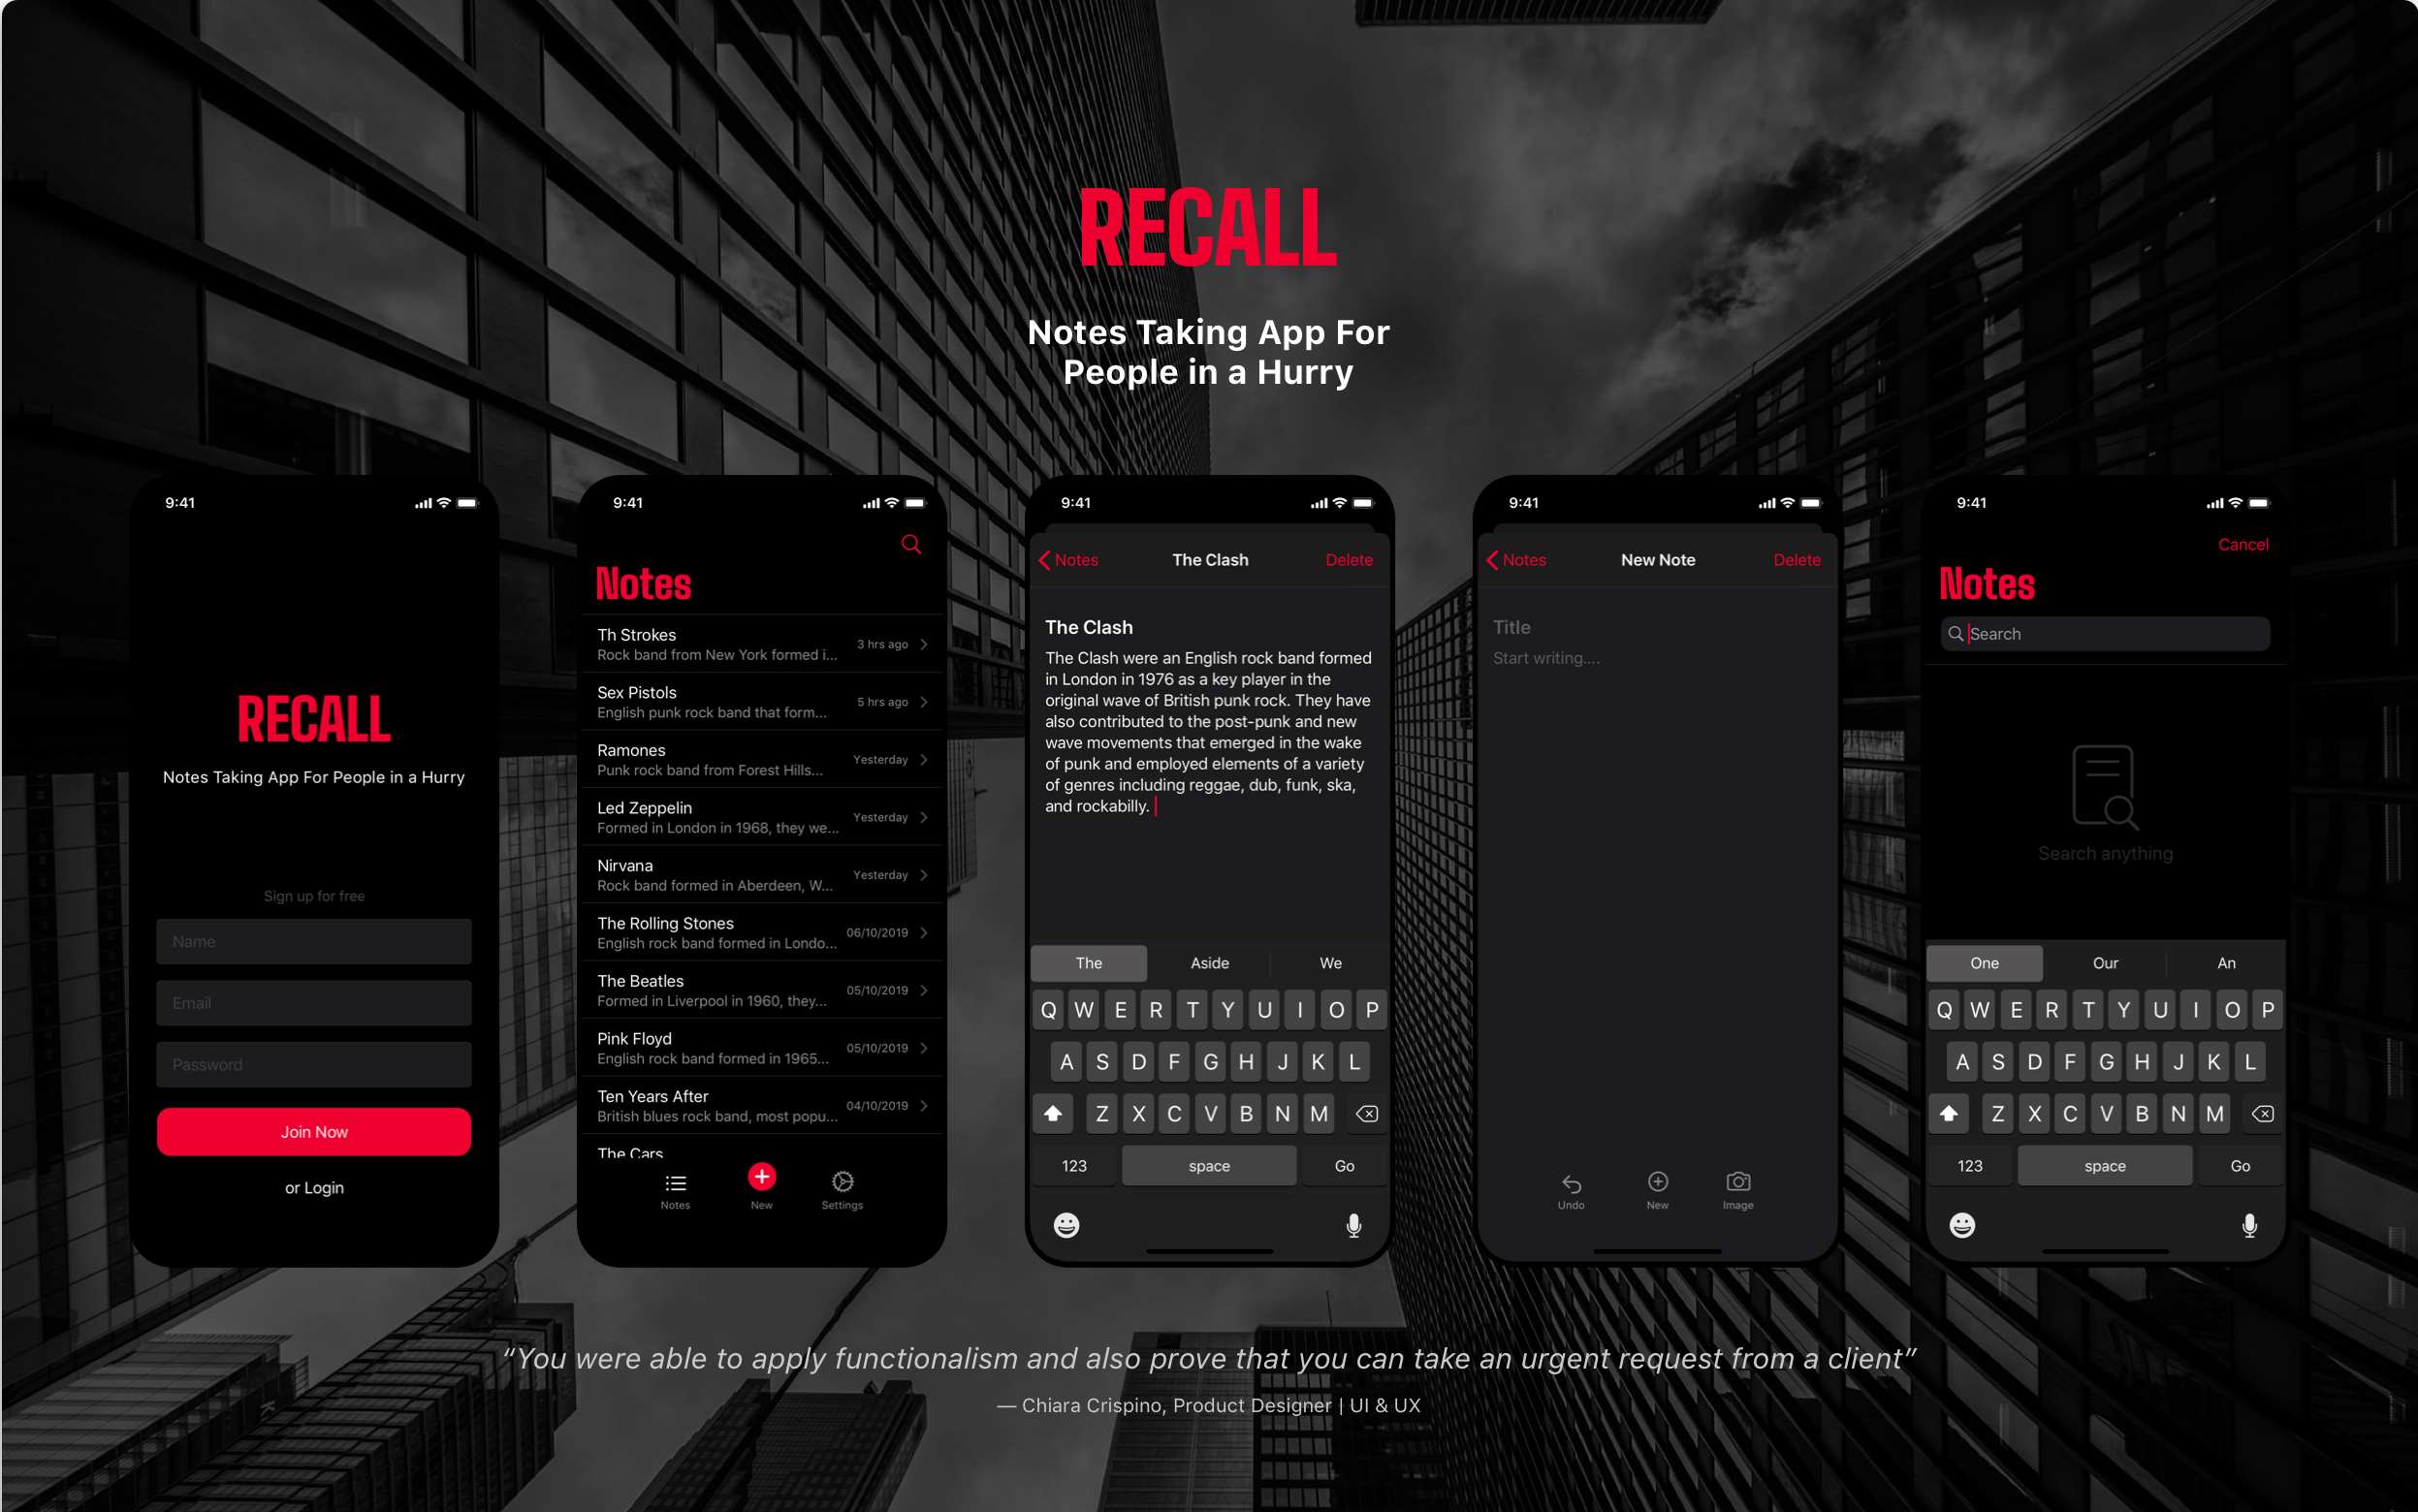 RECALL
Notes Taking App For
People in a Hurry
9:41
RECALL
Notes Taking App For People in a Hurry
Sign up for free
Name
Email
Password
Join Now
or Login
9:41
Notes
Th Strokes
Rock band from New York formed i...
3 hrs ago
Sex Pistols
English punk rock band that form...
5 hrs ago
Ramones
Punk rock band from Forest Hills...
Yesterday
Led Zeppelin
Formed in London in 1968, they we...
Yesterday
Nirvana
Rock band formed in Aberdeen, W...
Yesterday
The Rolling Stones
English rock band formed in Londo...
06/10/2019
The Beatles
Formed in Liverpool in 1960, they...
05/10/2019
Pink Floyd
English rock band formed in 1965...
05/10/2019
Ten Years After
British blues rock band, most popu...
04/10/2019
The Cars
Notes
New
Settings
9:41
Notes
The Clash
Delete
The Clash
The Clash were an English rock band formed
in London in 1976 as a key player in the
original wave of British punk rock. They have
also contributed to the post-punk and new
wave movements that emerged in the wake
of punk and employed elements of a variety
of genres including reggae, dub, funk, ska,
and rockabilly.
The Aside We
Q W E R T Y U I O P
A S D F G H J K L
Z X C V B N M
123 space Go
9:41
Notes
New Note
Delete
Title
Start writing....
Undo
New
Image
9:41
Cancel
Notes
Search
Search anything
One Our An
Q W E R T Y U I O P
A S D F G H J K L
Z X C V B N M
123 space Go
“You were able to apply functionalism and also prove that you can take an urgent request from a client”
— Chiara Crispino, Product Designer | UI & UX